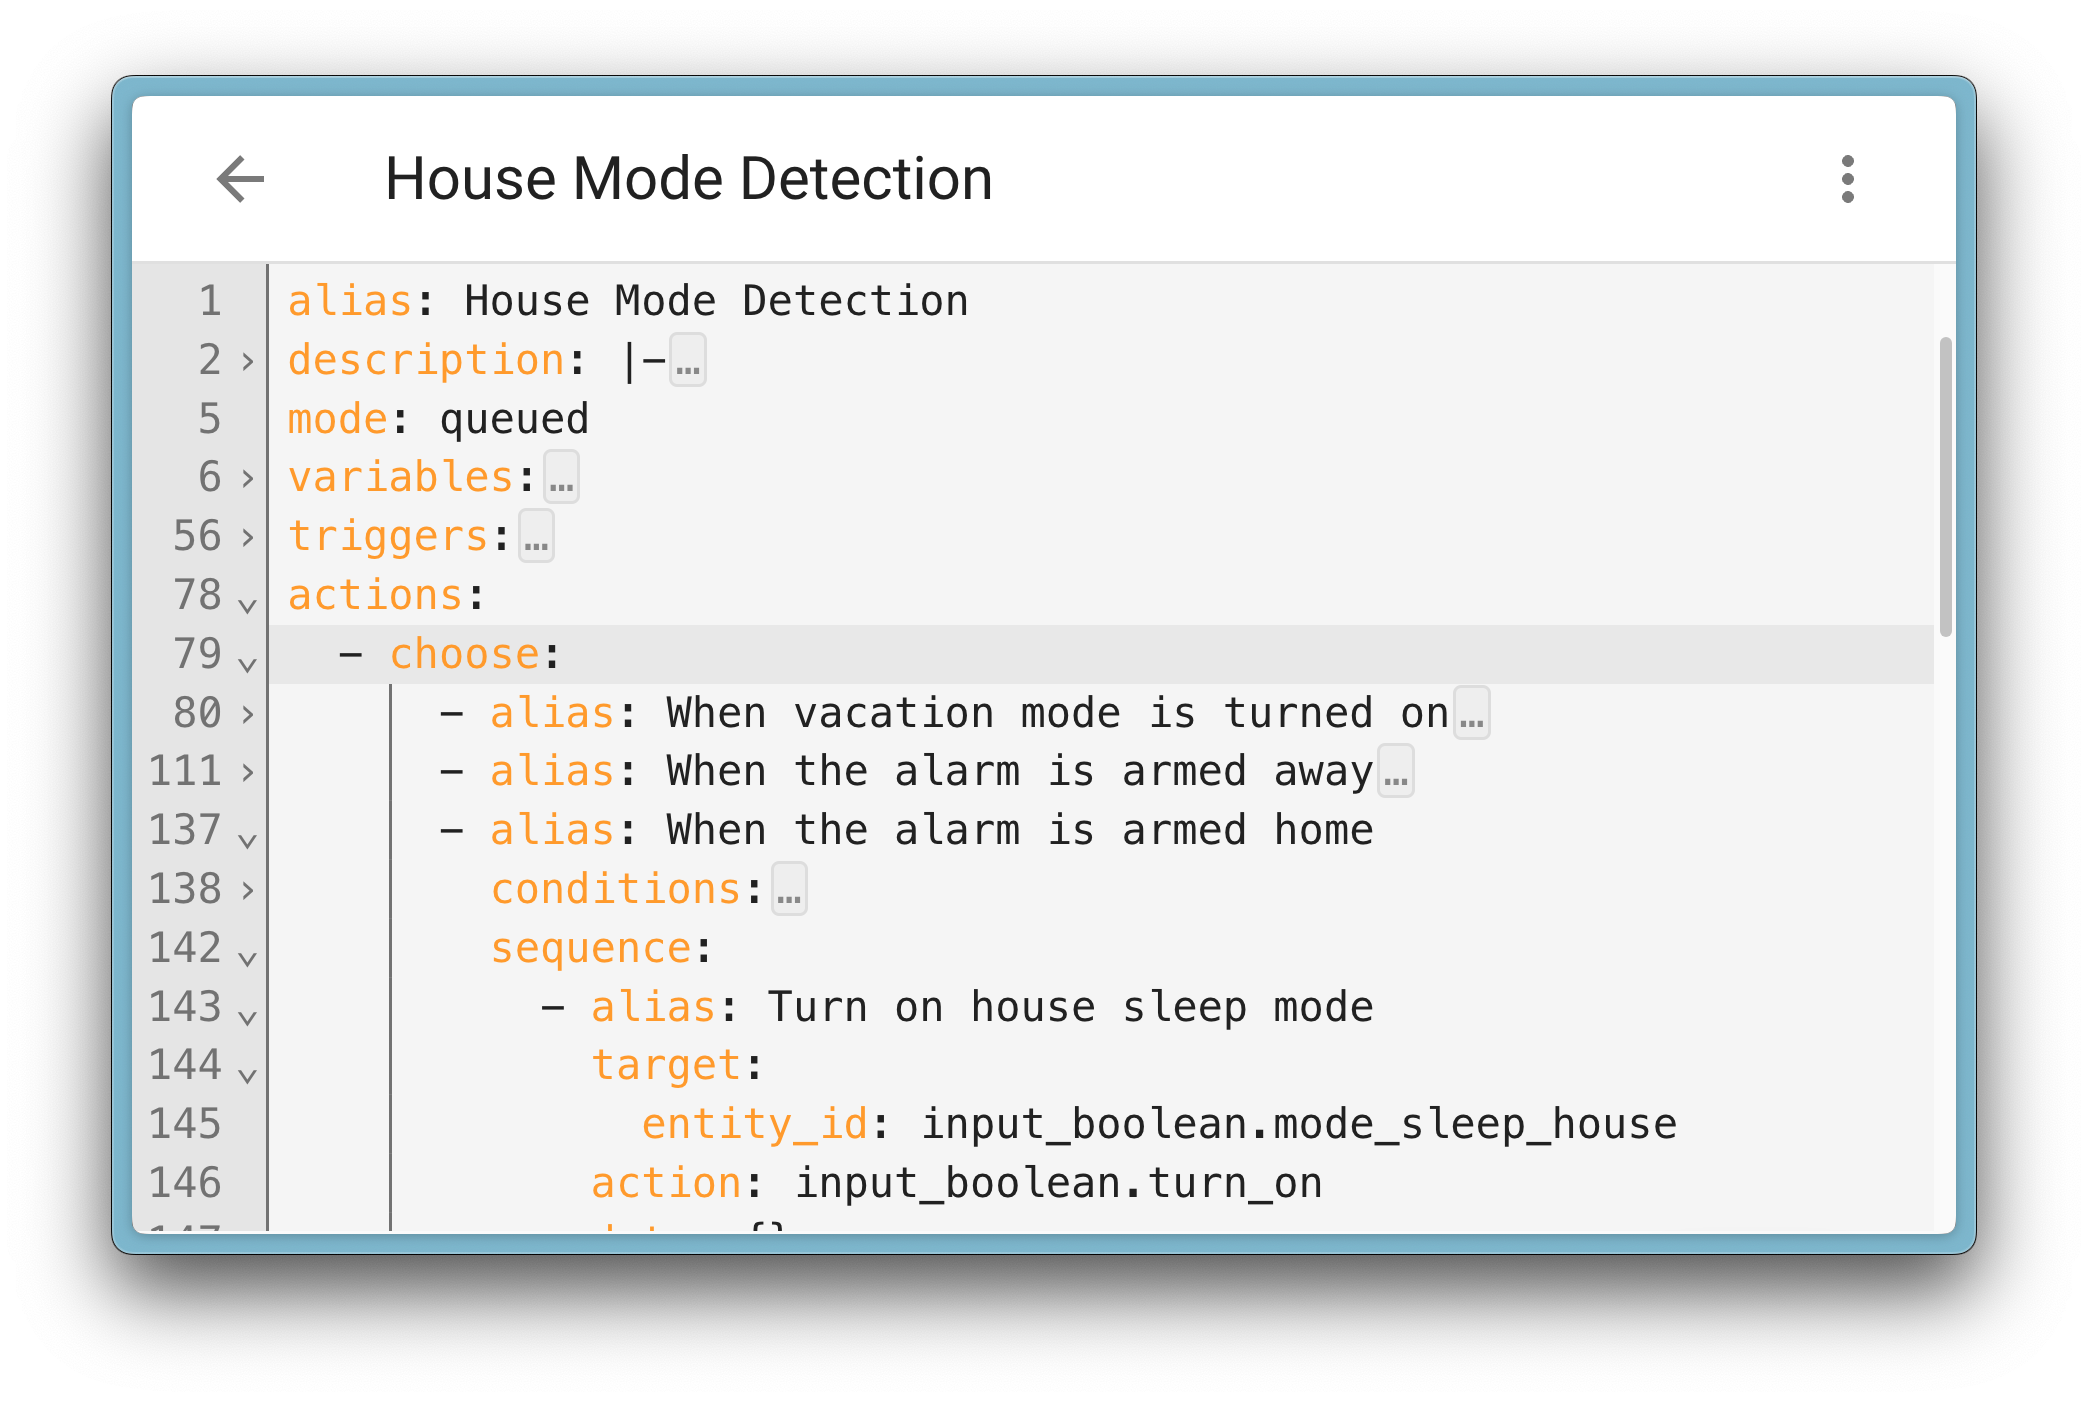 House Mode Detection
1 alias: House Mode Detection
2 › description: |-…
5 mode: queued
6 › variables:…
56 › triggers:…
78 ⌄ actions:
79 ⌄   - choose:
80 ›       - alias: When vacation mode is turned on…
111 ›       - alias: When the alarm is armed away…
137 ⌄       - alias: When the alarm is armed home
138 ›         conditions:…
142 ⌄         sequence:
143 ⌄           - alias: Turn on house sleep mode
144 ⌄             target:
145               entity_id: input_boolean.mode_sleep_house
146             action: input_boolean.turn_on